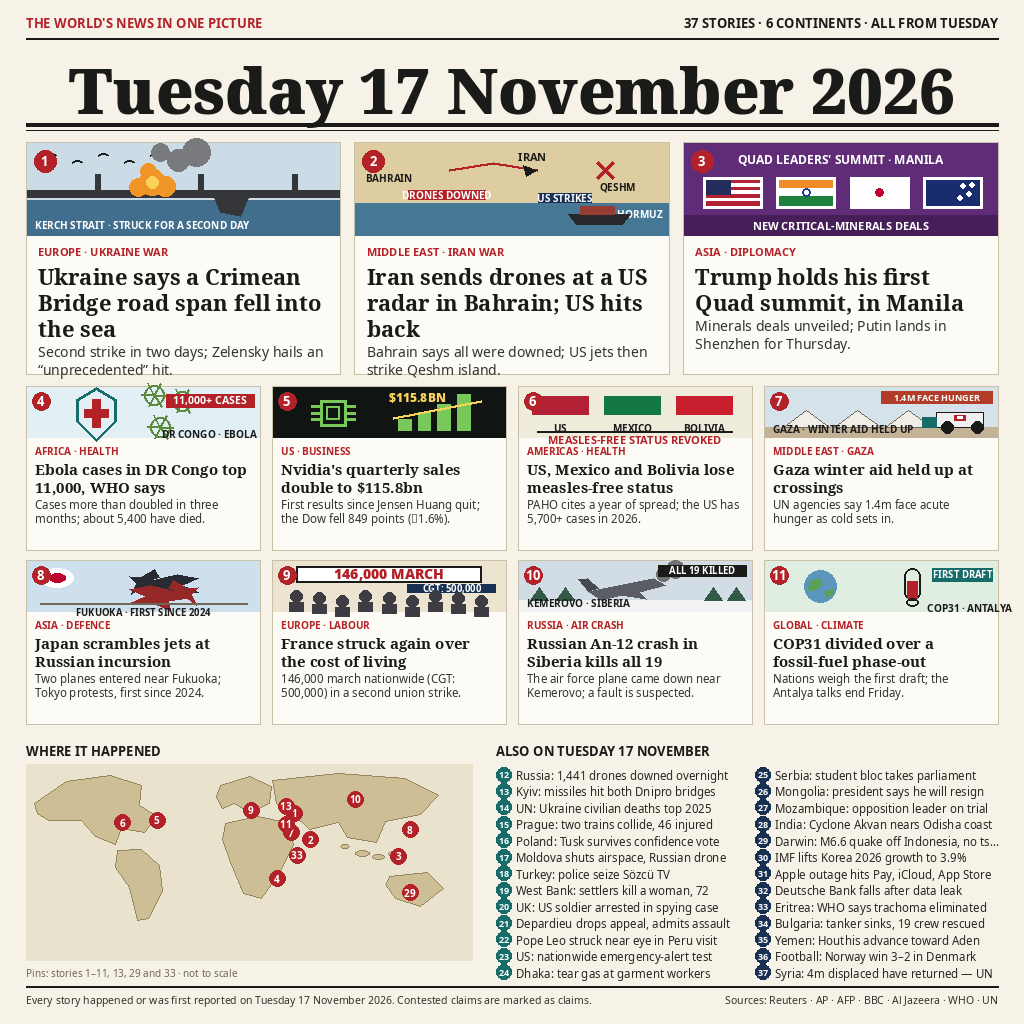 THE WORLD'S NEWS IN ONE PICTURE
37 STORIES · 6 CONTINENTS · ALL FROM TUESDAY
Tuesday 17 November 2026
1
KERCH STRAIT · STRUCK FOR A SECOND DAY
EUROPE · UKRAINE WAR
Ukraine says a Crimean
Bridge road span fell into
the sea
Second strike in two days; Zelensky hails an
“unprecedented” hit.
2
IRAN
BAHRAIN
QESHM
DRONES DOWNED
US STRIKES
HORMUZ
MIDDLE EAST · IRAN WAR
Iran sends drones at a US
radar in Bahrain; US hits
back
Bahrain says all were downed; US jets then
strike Qeshm island.
3
QUAD LEADERS' SUMMIT · MANILA
NEW CRITICAL-MINERALS DEALS
ASIA · DIPLOMACY
Trump holds his first
Quad summit, in Manila
Minerals deals unveiled; Putin lands in
Shenzhen for Thursday.
4
11,000+ CASES
DR CONGO · EBOLA
AFRICA · HEALTH
Ebola cases in DR Congo top
11,000, WHO says
Cases more than doubled in three
months; about 5,400 have died.
5
$115.8BN
US · BUSINESS
Nvidia's quarterly sales
double to $115.8bn
First results since Jensen Huang quit;
the Dow fell 849 points (▯1.6%).
6
US
MEXICO
BOLIVIA
MEASLES-FREE STATUS REVOKED
AMERICAS · HEALTH
US, Mexico and Bolivia lose
measles-free status
PAHO cites a year of spread; the US has
5,700+ cases in 2026.
7
1.4M FACE HUNGER
GAZA · WINTER AID HELD UP
MIDDLE EAST · GAZA
Gaza winter aid held up at
crossings
UN agencies say 1.4m face acute
hunger as cold sets in.
8
FUKUOKA · FIRST SINCE 2024
ASIA · DEFENCE
Japan scrambles jets at
Russian incursion
Two planes entered near Fukuoka;
Tokyo protests, first since 2024.
9
146,000 MARCH
CGT: 500,000
EUROPE · LABOUR
France struck again over
the cost of living
146,000 march nationwide (CGT:
500,000) in a second union strike.
10
ALL 19 KILLED
KEMEROVO · SIBERIA
RUSSIA · AIR CRASH
Russian An-12 crash in
Siberia kills all 19
The air force plane came down near
Kemerovo; a fault is suspected.
11
FIRST DRAFT
COP31 · ANTALYA
GLOBAL · CLIMATE
COP31 divided over a
fossil-fuel phase-out
Nations weigh the first draft; the
Antalya talks end Friday.
WHERE IT HAPPENED
10
9
13
1
6
5
11
7
8
2
33
3
4
29
Pins: stories 1–11, 13, 29 and 33 · not to scale
ALSO ON TUESDAY 17 NOVEMBER
12 Russia: 1,441 drones downed overnight
13 Kyiv: missiles hit both Dnipro bridges
14 UN: Ukraine civilian deaths top 2025
15 Prague: two trains collide, 46 injured
16 Poland: Tusk survives confidence vote
17 Moldova shuts airspace, Russian drone
18 Turkey: police seize Sözcü TV
19 West Bank: settlers kill a woman, 72
20 UK: US soldier arrested in spying case
21 Depardieu drops appeal, admits assault
22 Pope Leo struck near eye in Peru visit
23 US: nationwide emergency-alert test
24 Dhaka: tear gas at garment workers
25 Serbia: student bloc takes parliament
26 Mongolia: president says he will resign
27 Mozambique: opposition leader on trial
28 India: Cyclone Akvan nears Odisha coast
29 Darwin: M6.6 quake off Indonesia, no ts...
30 IMF lifts Korea 2026 growth to 3.9%
31 Apple outage hits Pay, iCloud, App Store
32 Deutsche Bank falls after data leak
33 Eritrea: WHO says trachoma eliminated
34 Bulgaria: tanker sinks, 19 crew rescued
35 Yemen: Houthis advance toward Aden
36 Football: Norway win 3–2 in Denmark
37 Syria: 4m displaced have returned — UN
Every story happened or was first reported on Tuesday 17 November 2026. Contested claims are marked as claims.
Sources: Reuters · AP · AFP · BBC · Al Jazeera · WHO · UN